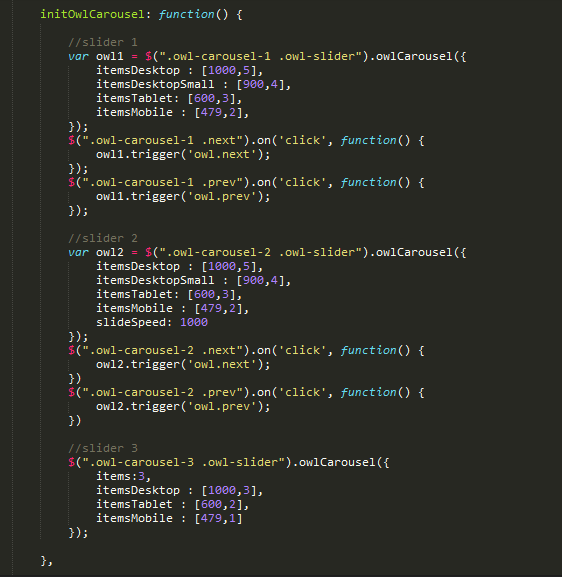 initOwlCarousel: function() {
//slider 1
var owl1 = $(".owl-carousel-1 .owl-slider").owlCarousel({
itemsDesktop : [1000,5],
itemsDesktopSmall : [900,4],
itemsTablet: [600,3],
itemsMobile : [479,2],
});
$(".owl-carousel-1 .next").on('click', function() {
owl1.trigger('owl.next');
});
$(".owl-carousel-1 .prev").on('click', function() {
owl1.trigger('owl.prev');
});
//slider 2
var owl2 = $(".owl-carousel-2 .owl-slider").owlCarousel({
itemsDesktop : [1000,5],
itemsDesktopSmall : [900,4],
itemsTablet: [600,3],
itemsMobile : [479,2],
slideSpeed: 1000
});
$(".owl-carousel-2 .next").on('click', function() {
owl2.trigger('owl.next');
})
$(".owl-carousel-2 .prev").on('click', function() {
owl2.trigger('owl.prev');
})
//slider 3
$(".owl-carousel-3 .owl-slider").owlCarousel({
items:3,
itemsDesktop : [1000,3],
itemsTablet : [600,2],
itemsMobile : [479,1]
});
},